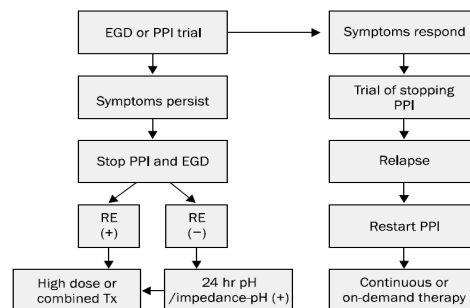 EGD or PPI trial
Symptoms respond
Symptoms persist
Trial of stopping
PPI
Stop PPI and EGD
Relapse
RE
(+)
RE
(−)
Restart PPI
High dose or
combined Tx
24 hr pH
/impedance-pH (+)
Continuous or
on-demand therapy